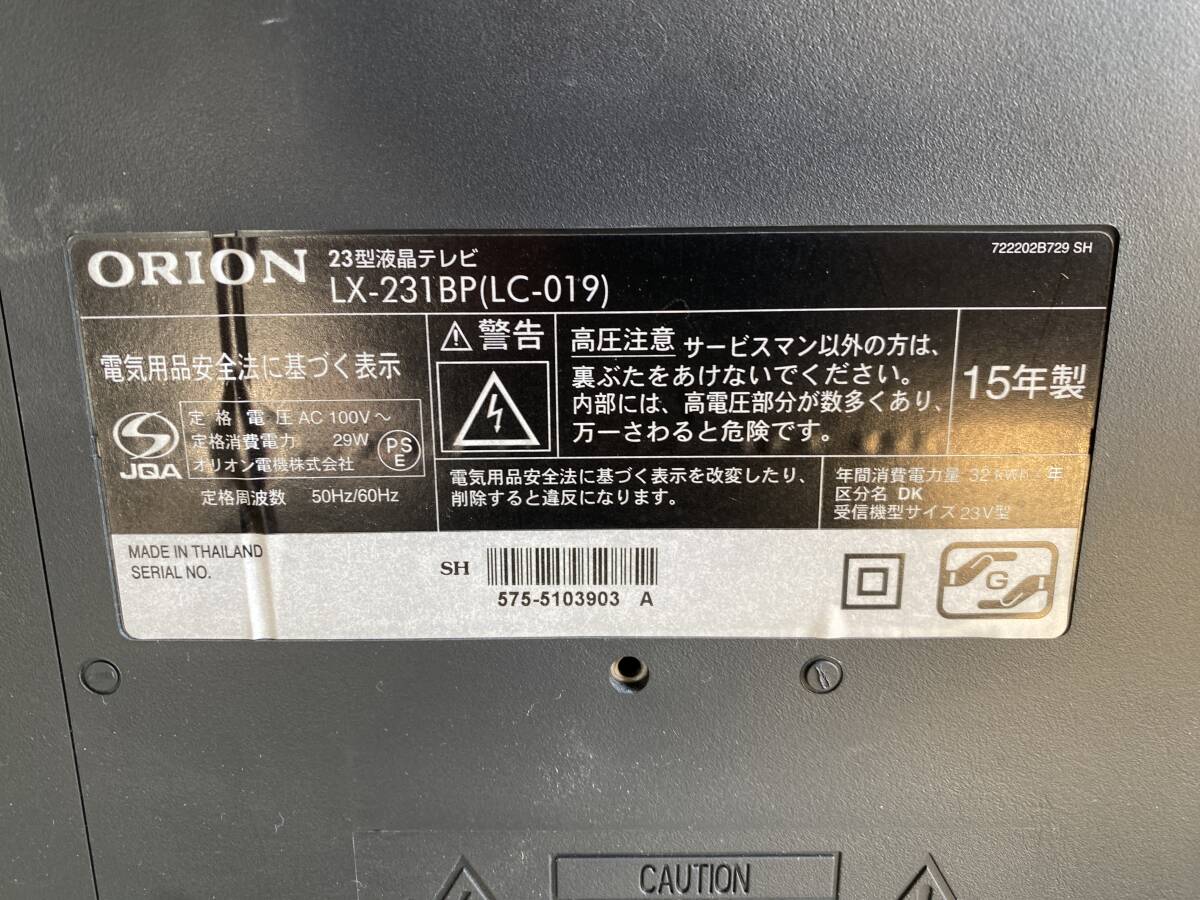 ORION
23型液晶テレビ
LX-231BP(LC-019)
722202B729 SH
電気用品安全法に基づく表示
JQA
定格電圧 AC 100V～
定格消費電力 29W
オリオン電機株式会社
PS
E
定格周波数 50Hz/60Hz
警告
高圧注意 サービスマン以外の方は、
裏ぶたをあけないでください。
内部には、高電圧部分が数多くあり、
万一さわると危険です。
15年製
電気用品安全法に基づく表示を改変したり、
削除すると違反になります。
年間消費電力量 32 kWh/年
区分名 DK
受信機型サイズ 23V型
MADE IN THAILAND
SERIAL NO.
SH
575-5103903 A
G
CAUTION